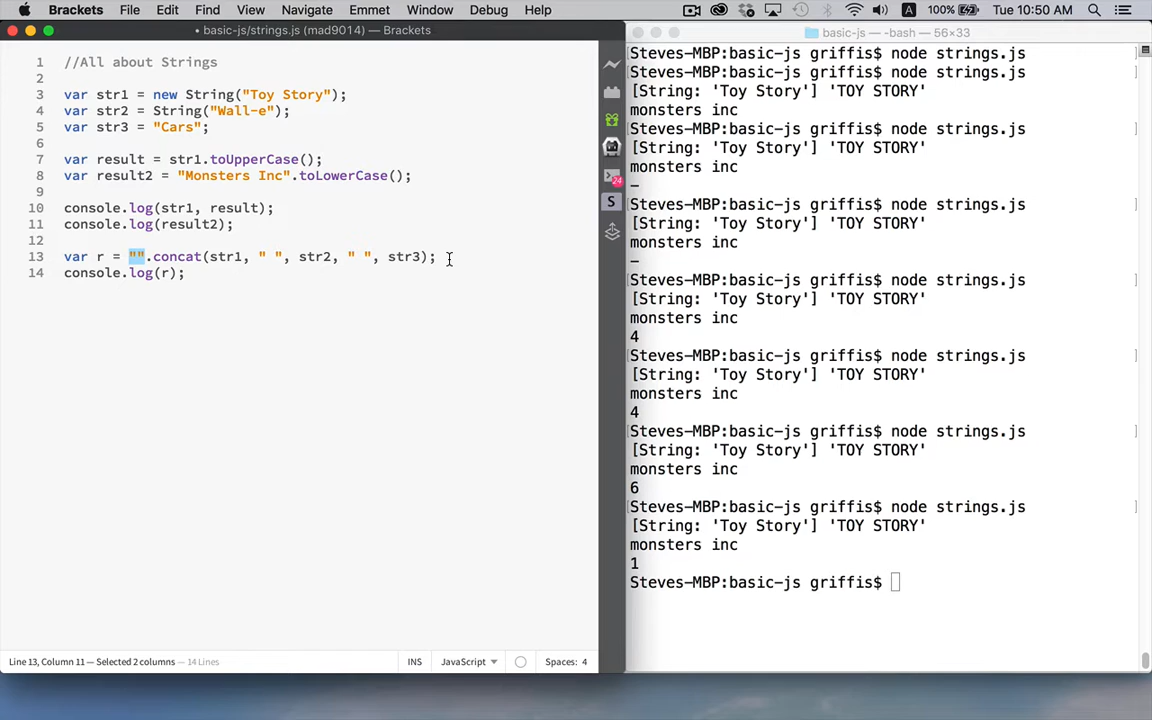 Brackets File Edit Find View Navigate Emmet Window Debug Help 100% Tue 10:50 AM
• basic-js/strings.js (mad9014) — Brackets
basic-js — -bash — 56×33
1 //All about Strings
2
3 var str1 = new String("Toy Story");
4 var str2 = String("Wall-e");
5 var str3 = "Cars";
6
7 var result = str1.toUpperCase();
8 var result2 = "Monsters Inc".toLowerCase();
9
10 console.log(str1, result);
11 console.log(result2);
12
13 var r = "".concat(str1, " ", str2, " ", str3);
14 console.log(r);
24
S
Line 13, Column 11 — Selected 2 columns — 14 Lines
INS JavaScript Spaces: 4
Steves-MBP:basic-js griffis$ node strings.js
[Steves-MBP:basic-js griffis$ node strings.js ]
[String: 'Toy Story'] 'TOY STORY'
monsters inc
[Steves-MBP:basic-js griffis$ node strings.js ]
[String: 'Toy Story'] 'TOY STORY'
monsters inc
—
[Steves-MBP:basic-js griffis$ node strings.js ]
[String: 'Toy Story'] 'TOY STORY'
monsters inc
—
[Steves-MBP:basic-js griffis$ node strings.js ]
[String: 'Toy Story'] 'TOY STORY'
monsters inc
4
[Steves-MBP:basic-js griffis$ node strings.js ]
[String: 'Toy Story'] 'TOY STORY'
monsters inc
4
[Steves-MBP:basic-js griffis$ node strings.js ]
[String: 'Toy Story'] 'TOY STORY'
monsters inc
6
[Steves-MBP:basic-js griffis$ node strings.js ]
[String: 'Toy Story'] 'TOY STORY'
monsters inc
1
Steves-MBP:basic-js griffis$